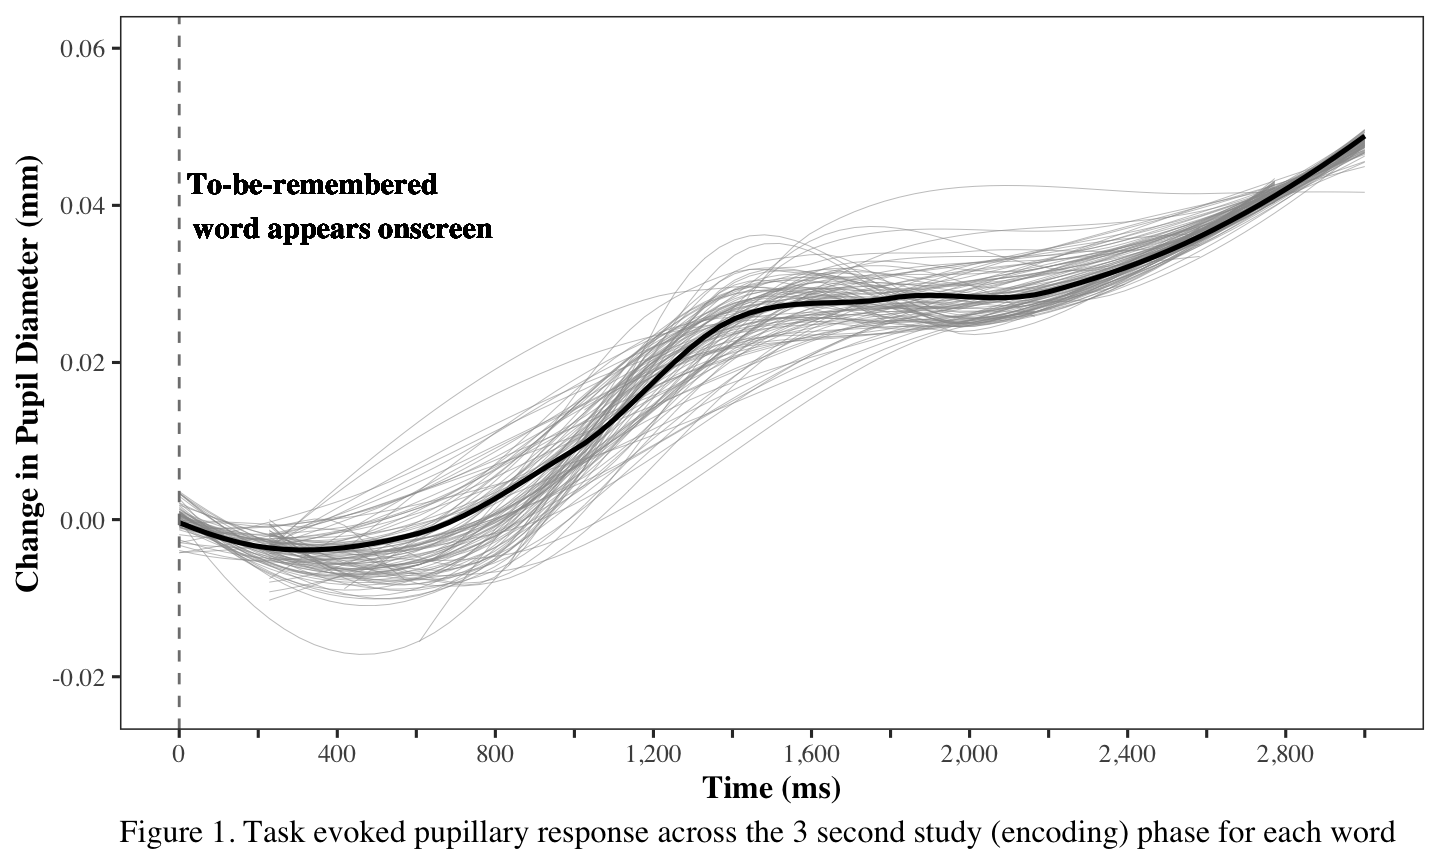 0.06
To-be-remembered
0.04
word appears onscreen
Change in Pupil Diameter (mm)
0.02
0.00
-0.02
0 400 800 1,200 1,600 2,000 2,400 2,800
Time (ms)
Figure 1. Task evoked pupillary response across the 3 second study (encoding) phase for each word